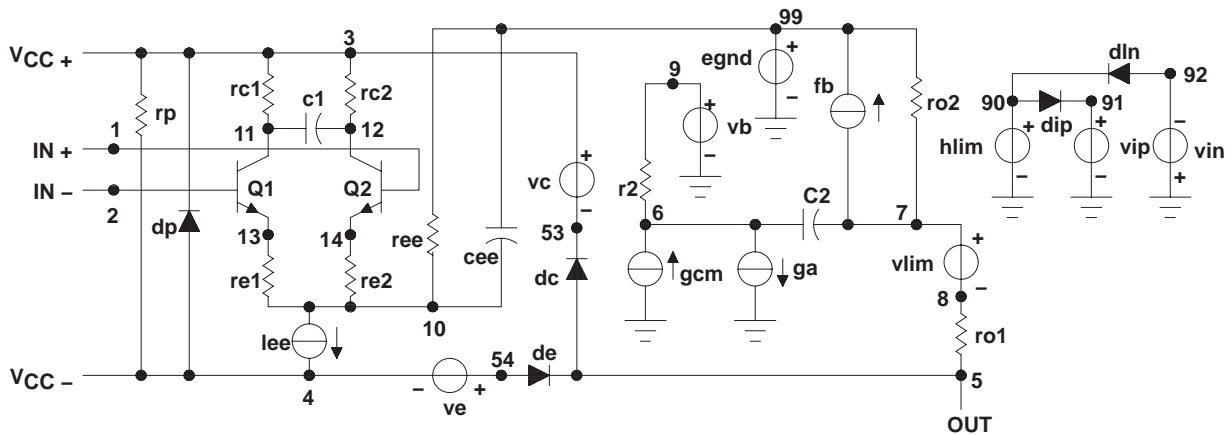 99
3
VCC +
rc1
rc2
egnd
+
−
dln
92
9
fb
ro2
90
91
rp
c1
11
12
vb
+
−
dip
1
IN +
+
−
hlim
+
−
vip
−
+
vin
Q1
Q2
vc
+
−
r2
C2
IN −
2
dp
13
14
ree
cee
53
6
7
re1
re2
dc
gcm
ga
vlim
+
−
8
10
lee
ro1
54
de
VCC −
4
−
+
ve
5
OUT